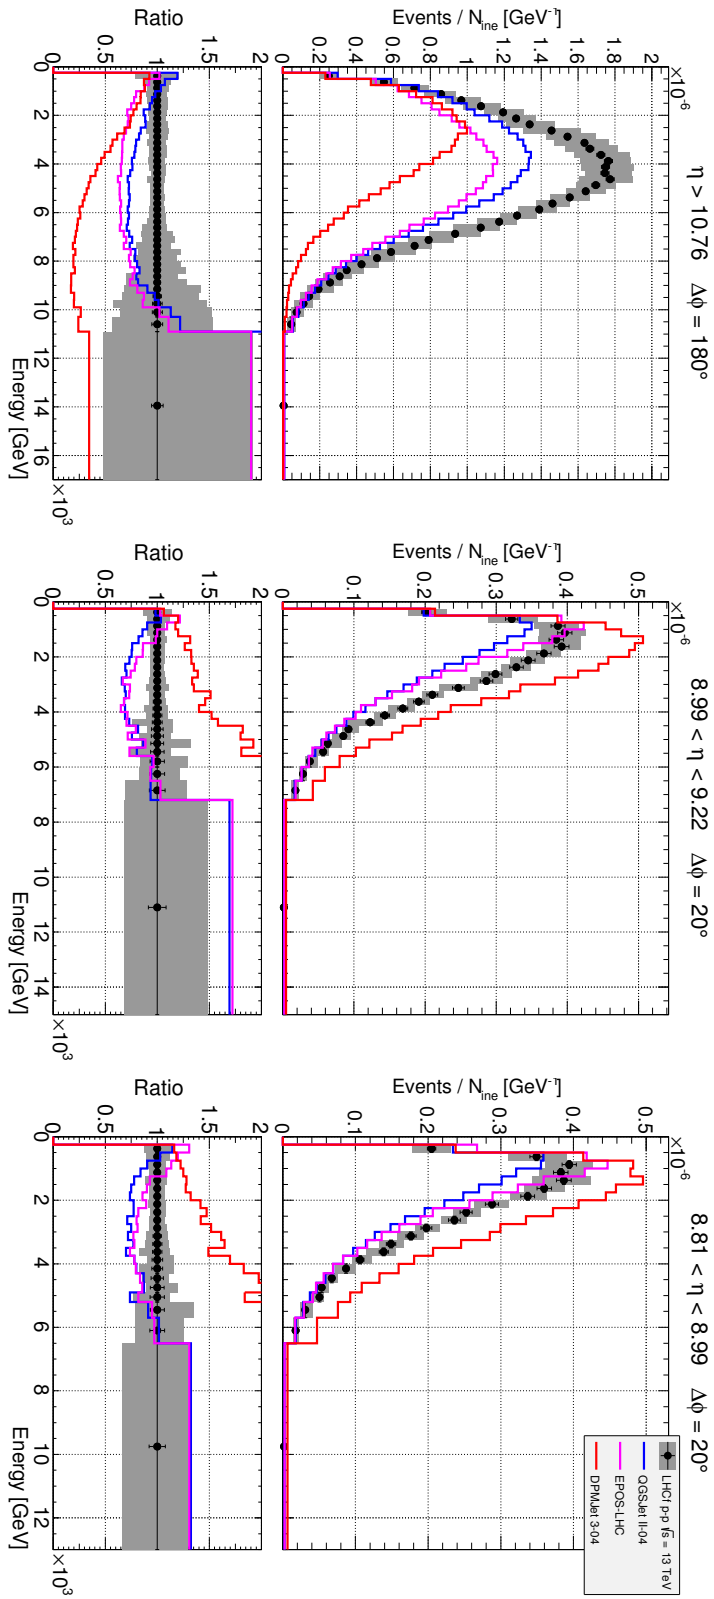 η > 10.76 Δϕ = 180°
×10⁻⁶
Events / N_ine [GeV⁻¹]
2
1.8
1.6
1.4
1.2
1
0.8
0.6
0.4
0.2
0
Ratio
2
1.5
1
0.5
0
0 2 4 6 8 10 12 14 16
×10³
Energy [GeV]
8.99 < η < 9.22 Δϕ = 20°
×10⁻⁶
Events / N_ine [GeV⁻¹]
0.5
0.4
0.3
0.2
0.1
0
Ratio
2
1.5
1
0.5
0
0 2 4 6 8 10 12 14
×10³
Energy [GeV]
8.81 < η < 8.99 Δϕ = 20°
×10⁻⁶
Events / N_ine [GeV⁻¹]
0.5
0.4
0.3
0.2
0.1
0
LHCf p-p √s = 13 TeV
QGSJet II-04
EPOS-LHC
DPMJet 3-04
Ratio
2
1.5
1
0.5
0
0 2 4 6 8 10 12
×10³
Energy [GeV]